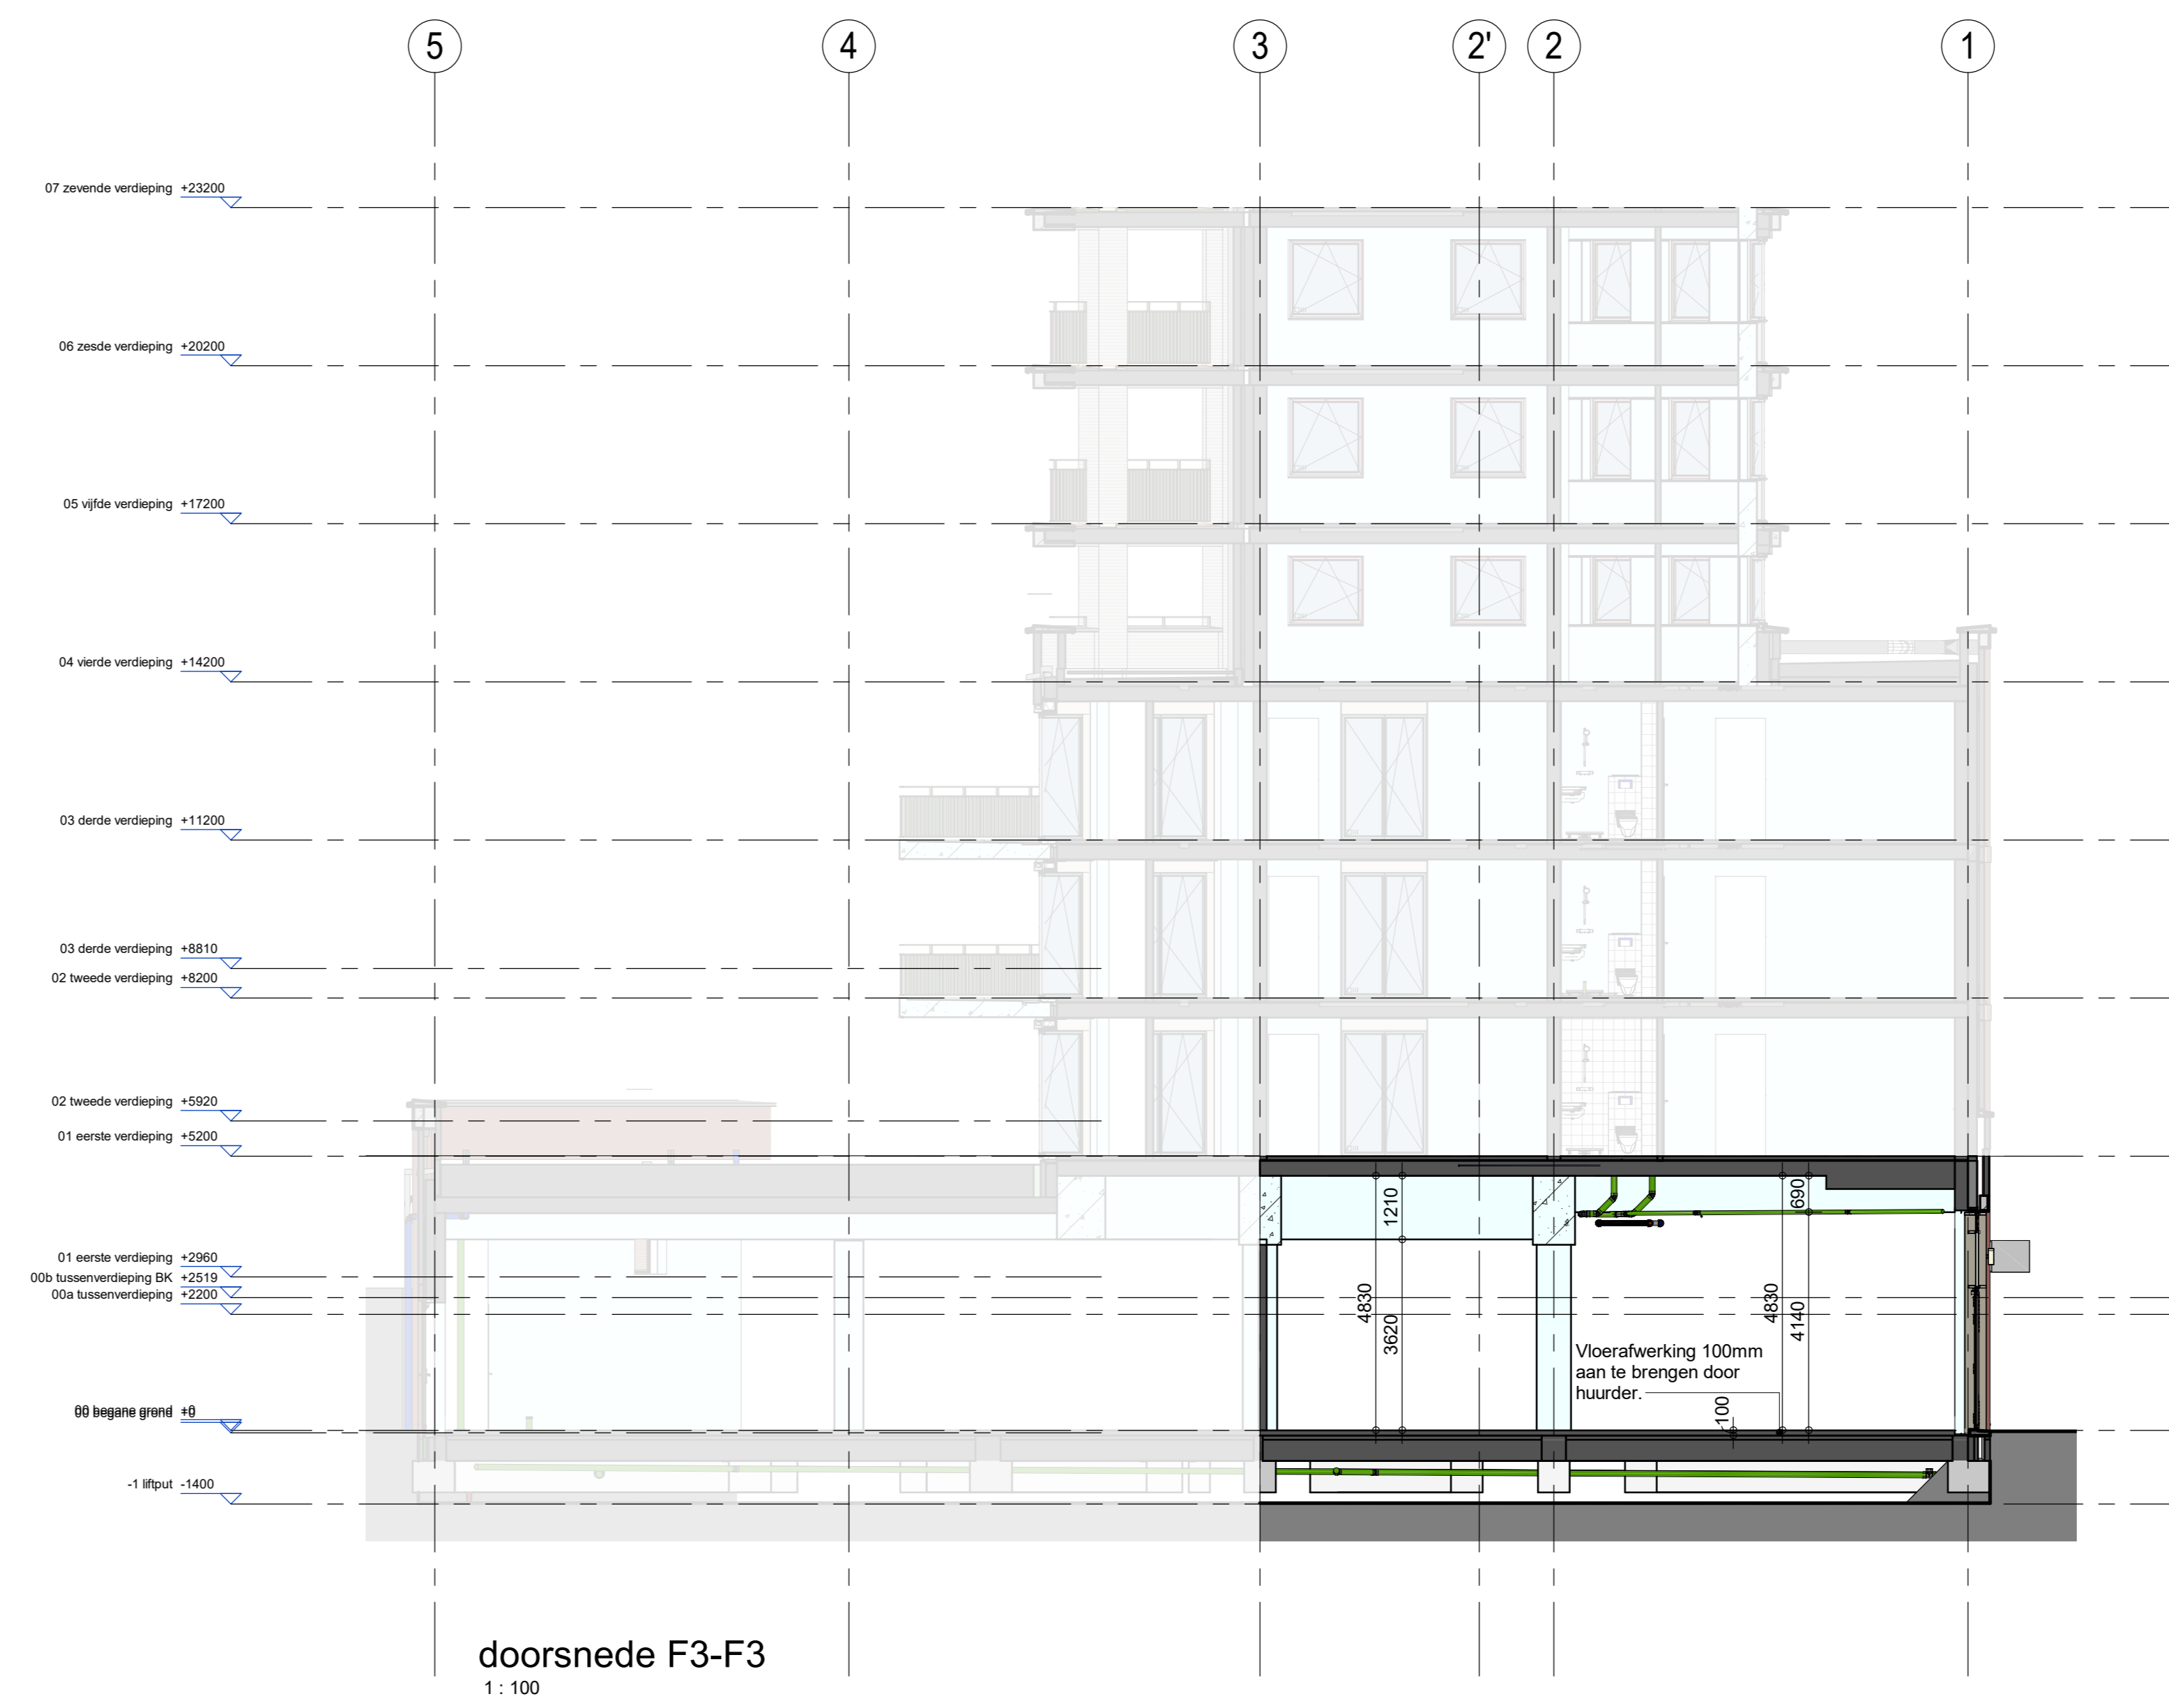 5 4 3 2' 2 1
07 zevende verdieping +23200
06 zesde verdieping +20200
05 vijfde verdieping +17200
04 vierde verdieping +14200
03 derde verdieping +11200
03 derde verdieping +8810
02 tweede verdieping +8200
02 tweede verdieping +5920
01 eerste verdieping +5200
1210
690
01 eerste verdieping +2960
00b tussenverdieping BK +2519
00a tussenverdieping +2200
4830
3620
4830
4140
Vloerafwerking 100mm
aan te brengen door
huurder.
100
00 begane grond +0
-1 liftput -1400
doorsnede F3-F3
1 : 100